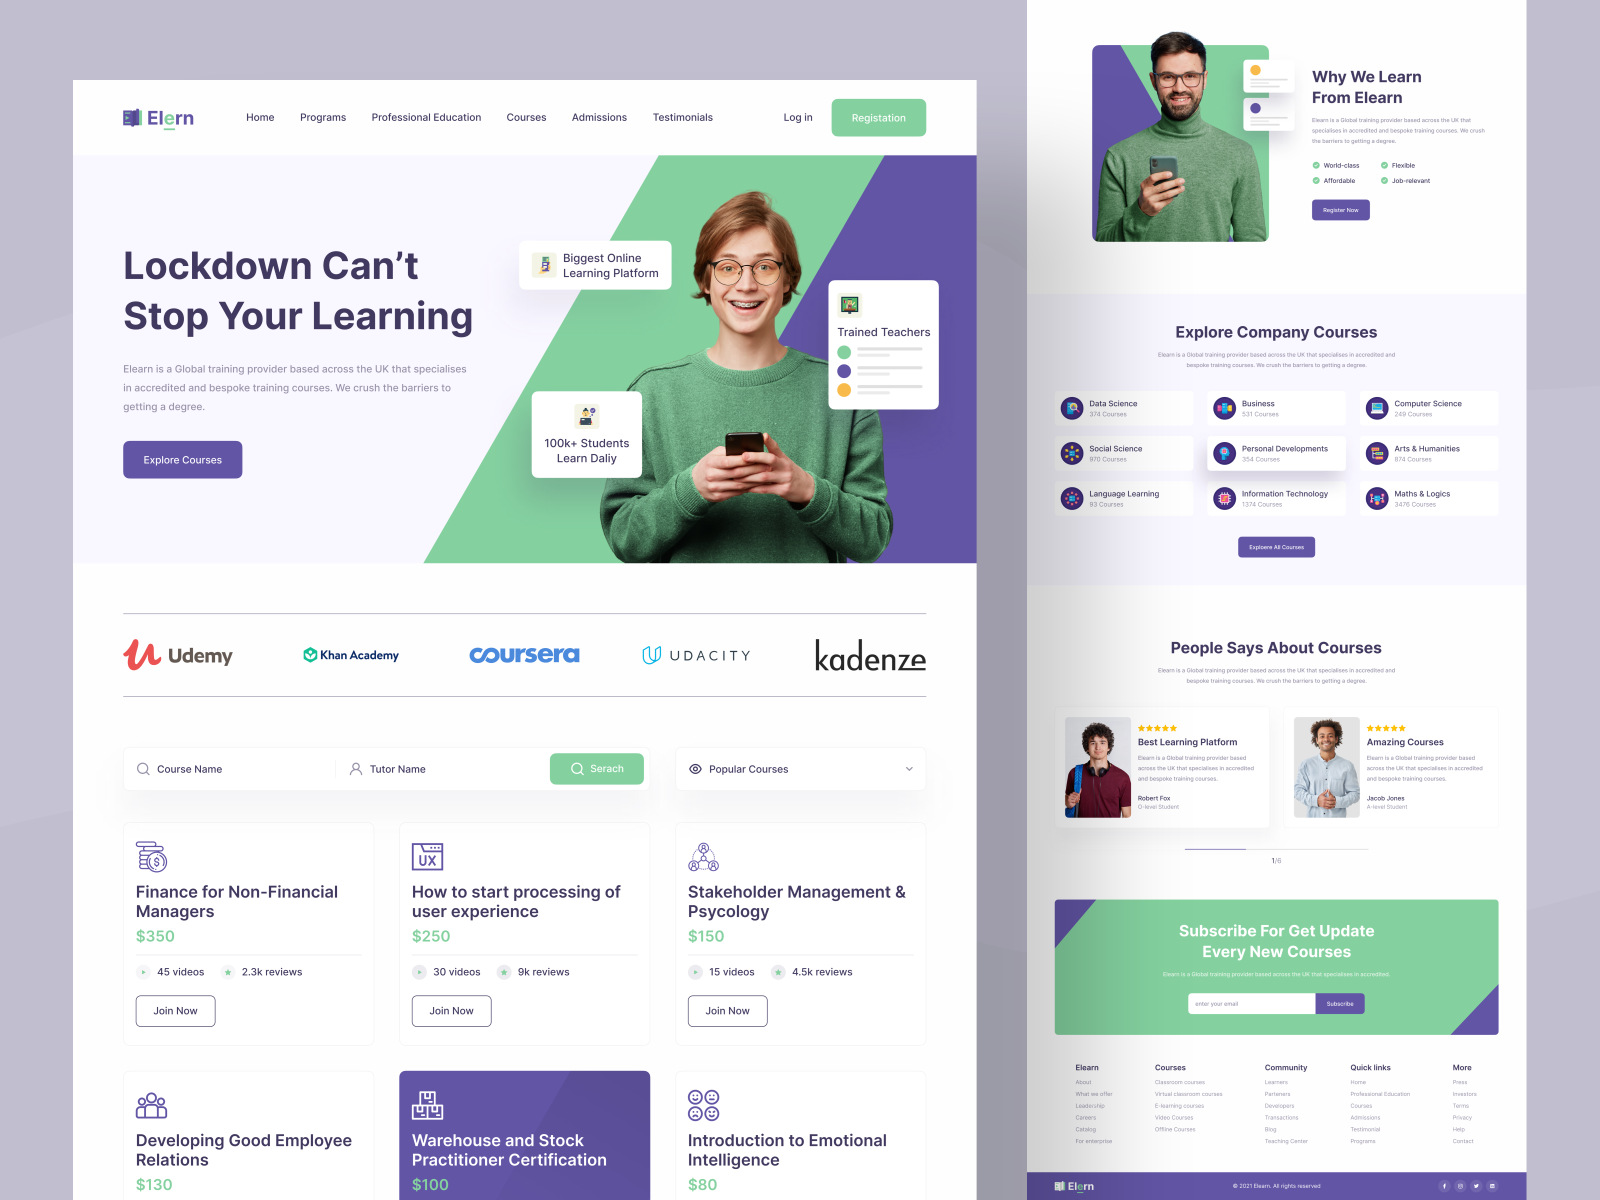 Elern
Home
Programs
Professional Education
Courses
Admissions
Testimonials
Log in
Registation
Lockdown Can't
Stop Your Learning
Elearn is a Global training provider based across the UK that specialises
in accredited and bespoke training courses. We crush the barriers to
getting a degree.
Explore Courses
Biggest Online
Learning Platform
Trained Teachers
100k+ Students
Learn Daliy
Udemy
Khan Academy
coursera
UDACITY
kadenze
Course Name
Tutor Name
Serach
Popular Courses
Finance for Non-Financial
Managers
$350
45 videos
2.3k reviews
Join Now
UX
How to start processing of
user experience
$250
30 videos
9k reviews
Join Now
Stakeholder Management &
Psycology
$150
15 videos
4.5k reviews
Join Now
Developing Good Employee
Relations
$130
Warehouse and Stock
Practitioner Certification
$100
Introduction to Emotional
Intelligence
$80
Why We Learn
From Elearn
Elearn is a Global training provider based across the UK that
specialises in accredited and bespoke training courses. We crush
the barriers to getting a degree.
World-class
Flexible
Affordable
Job-relevant
Register Now
Explore Company Courses
Elearn is a Global training provider based across the UK that specialises in accredited and
bespoke training courses. We crush the barriers to getting a degree.
Data Science
374 Courses
Business
531 Courses
Computer Science
249 Courses
Social Science
970 Courses
Personal Developments
354 Courses
Arts & Humanities
874 Courses
Language Learning
93 Courses
Information Technology
1374 Courses
Maths & Logics
3476 Courses
Exploere All Courses
People Says About Courses
Elearn is a Global training provider based across the UK that specialises in accredited and
bespoke training courses. We crush the barriers to getting a degree.
Best Learning Platform
Elearn is a Global training provider based
across the UK that specialises in accredited
and bespoke training courses.
Robert Fox
O-level Student
Amazing Courses
Elearn is a Global training provider based
across the UK that specialises in accredited
and bespoke training courses.
Jacob Jones
A-level Student
1/6
Subscribe For Get Update
Every New Courses
Elearn is a Global training provider based across the UK that specialises in accredited.
enter your email
Subscribe
Elearn
About
What we offer
Leadership
Careers
Catalog
For enterprise
Courses
Classroom courses
Virtual classroom courses
E-learning courses
Video Courses
Offline Courses
Community
Learners
Parteners
Developers
Transactions
Blog
Teaching Center
Quick links
Home
Professional Education
Courses
Admissions
Testimonial
Programs
More
Press
Investors
Terms
Privacy
Help
Contact
Elern
© 2021 Elearn. All rights reserved